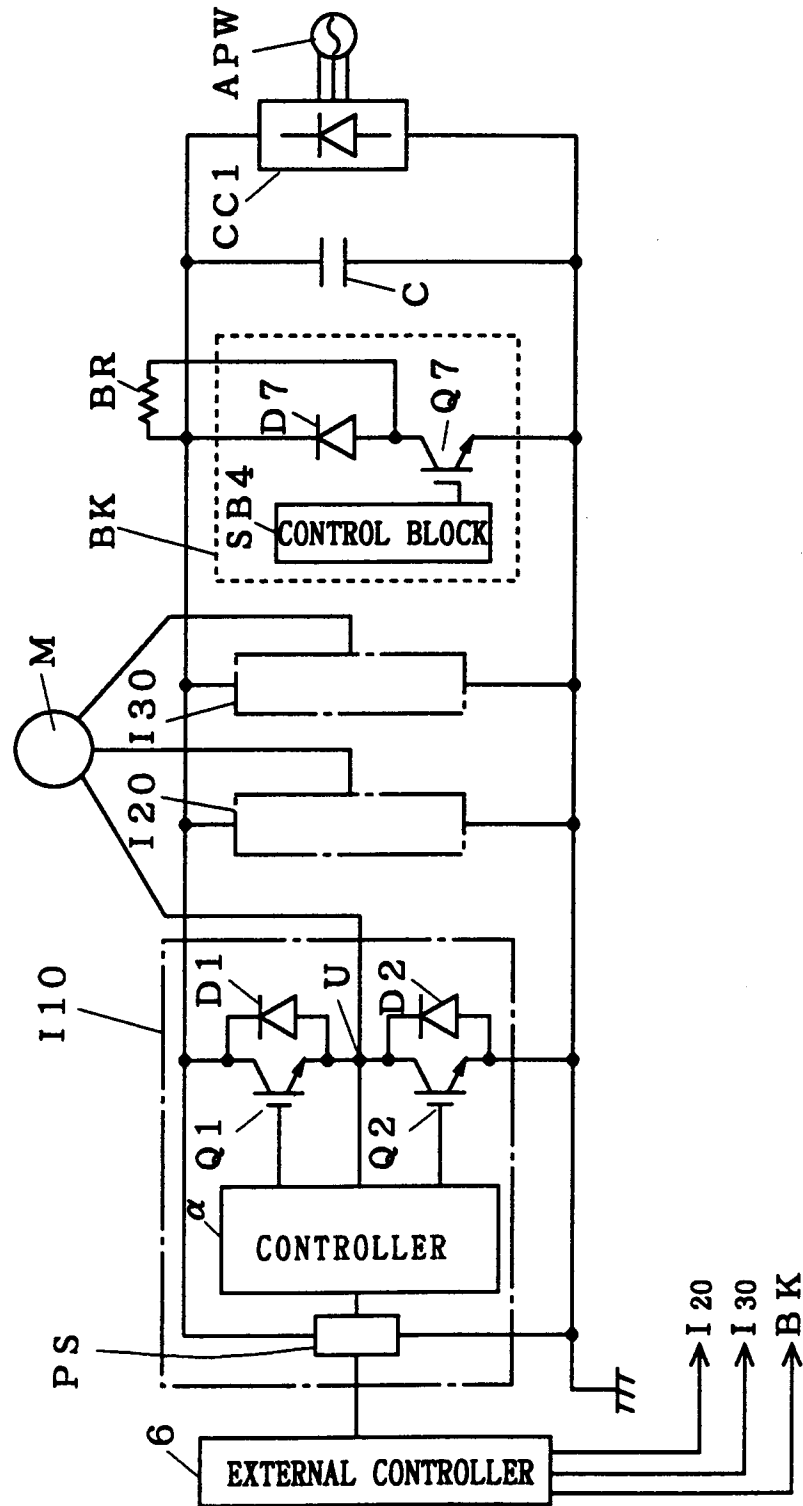 APW
CC1
C
BR
D7
Q7
BK
SB4
CONTROL BLOCK
M
I30
I20
I10
D1
U
D2
Q1
Q2
α
CONTROLLER
PS
6
EXTERNAL CONTROLLER
I20
I30
BK